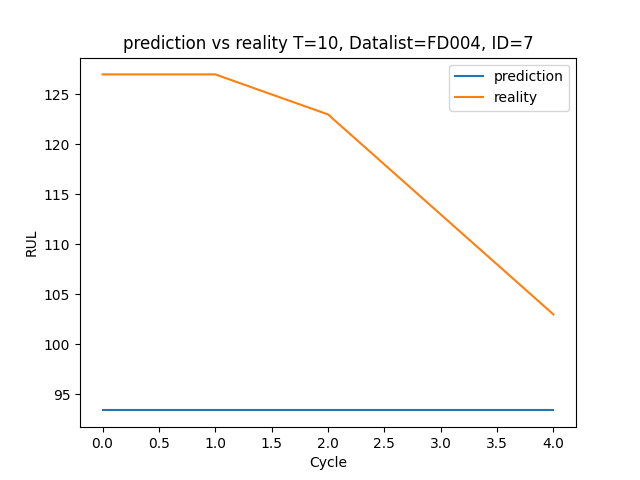 prediction vs reality T=10, Datalist=FD004, ID=7
prediction
reality
RUL
125
120
115
110
105
100
95
0.0 0.5 1.0 1.5 2.0 2.5 3.0 3.5 4.0
Cycle